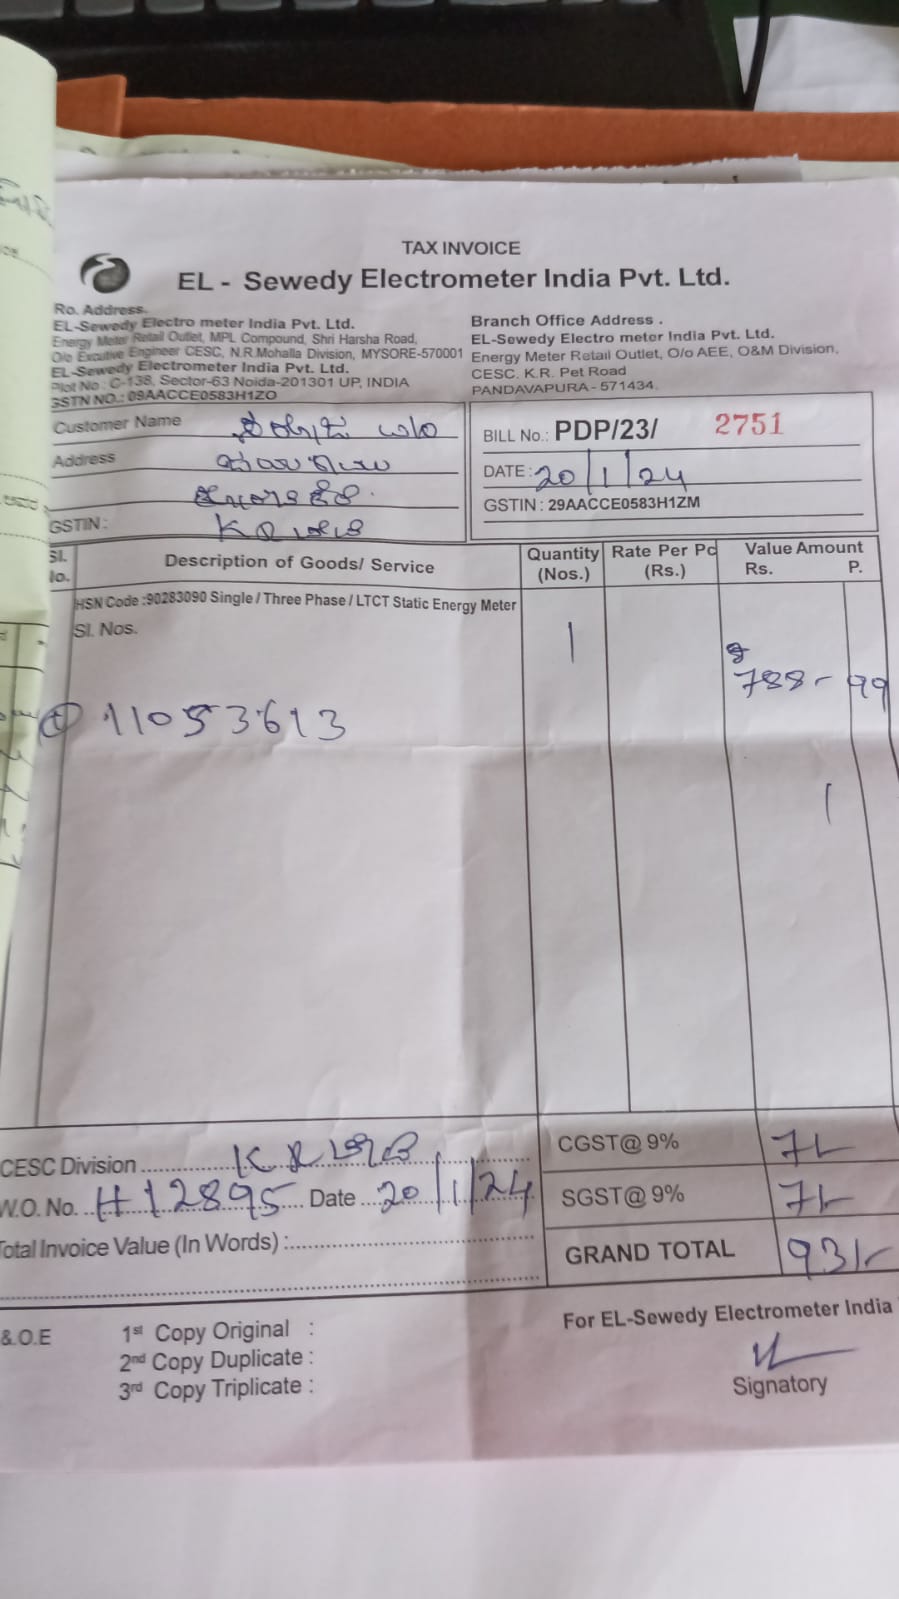 TAX INVOICE
EL - Sewedy Electrometer India Pvt. Ltd.
Ro. Address.
EL-Sewedy Electro meter India Pvt. Ltd.
Energy Meter Retail Outlet, MPL Compound, Shri Harsha Road,
O/o Excutive Engineer CESC, N.R.Mohalla Division, MYSORE-570001
EL-Sewedy Electrometer India Pvt. Ltd.
Plot No : C-138, Sector-63 Noida-201301 UP, INDIA
GSTN NO.: 09AACCE0583H1ZO
Branch Office Address .
EL-Sewedy Electro meter India Pvt. Ltd.
Energy Meter Retail Outlet, O/o AEE, O&M Division,
CESC. K.R. Pet Road
PANDAVAPURA - 571434.
Customer Name
Address
GSTIN :
BILL No.: PDP/23/ 2751
DATE : 20/1/24
GSTIN : 29AACCE0583H1ZM
Sl. No. Description of Goods/ Service Quantity (Nos.) Rate Per Pc (Rs.) Value Amount Rs. P.
HSN Code :90283090 Single / Three Phase / LTCT Static Energy Meter
Sl. Nos. 1
788- 99
11053613
CESC Division
W.O. No. H12895 Date 20/1/24
Total Invoice Value (In Words) :
CGST@ 9% 71
SGST@ 9% 71
GRAND TOTAL 931
&.O.E
1st Copy Original :
2nd Copy Duplicate :
3rd Copy Triplicate :
For EL-Sewedy Electrometer India
Signatory